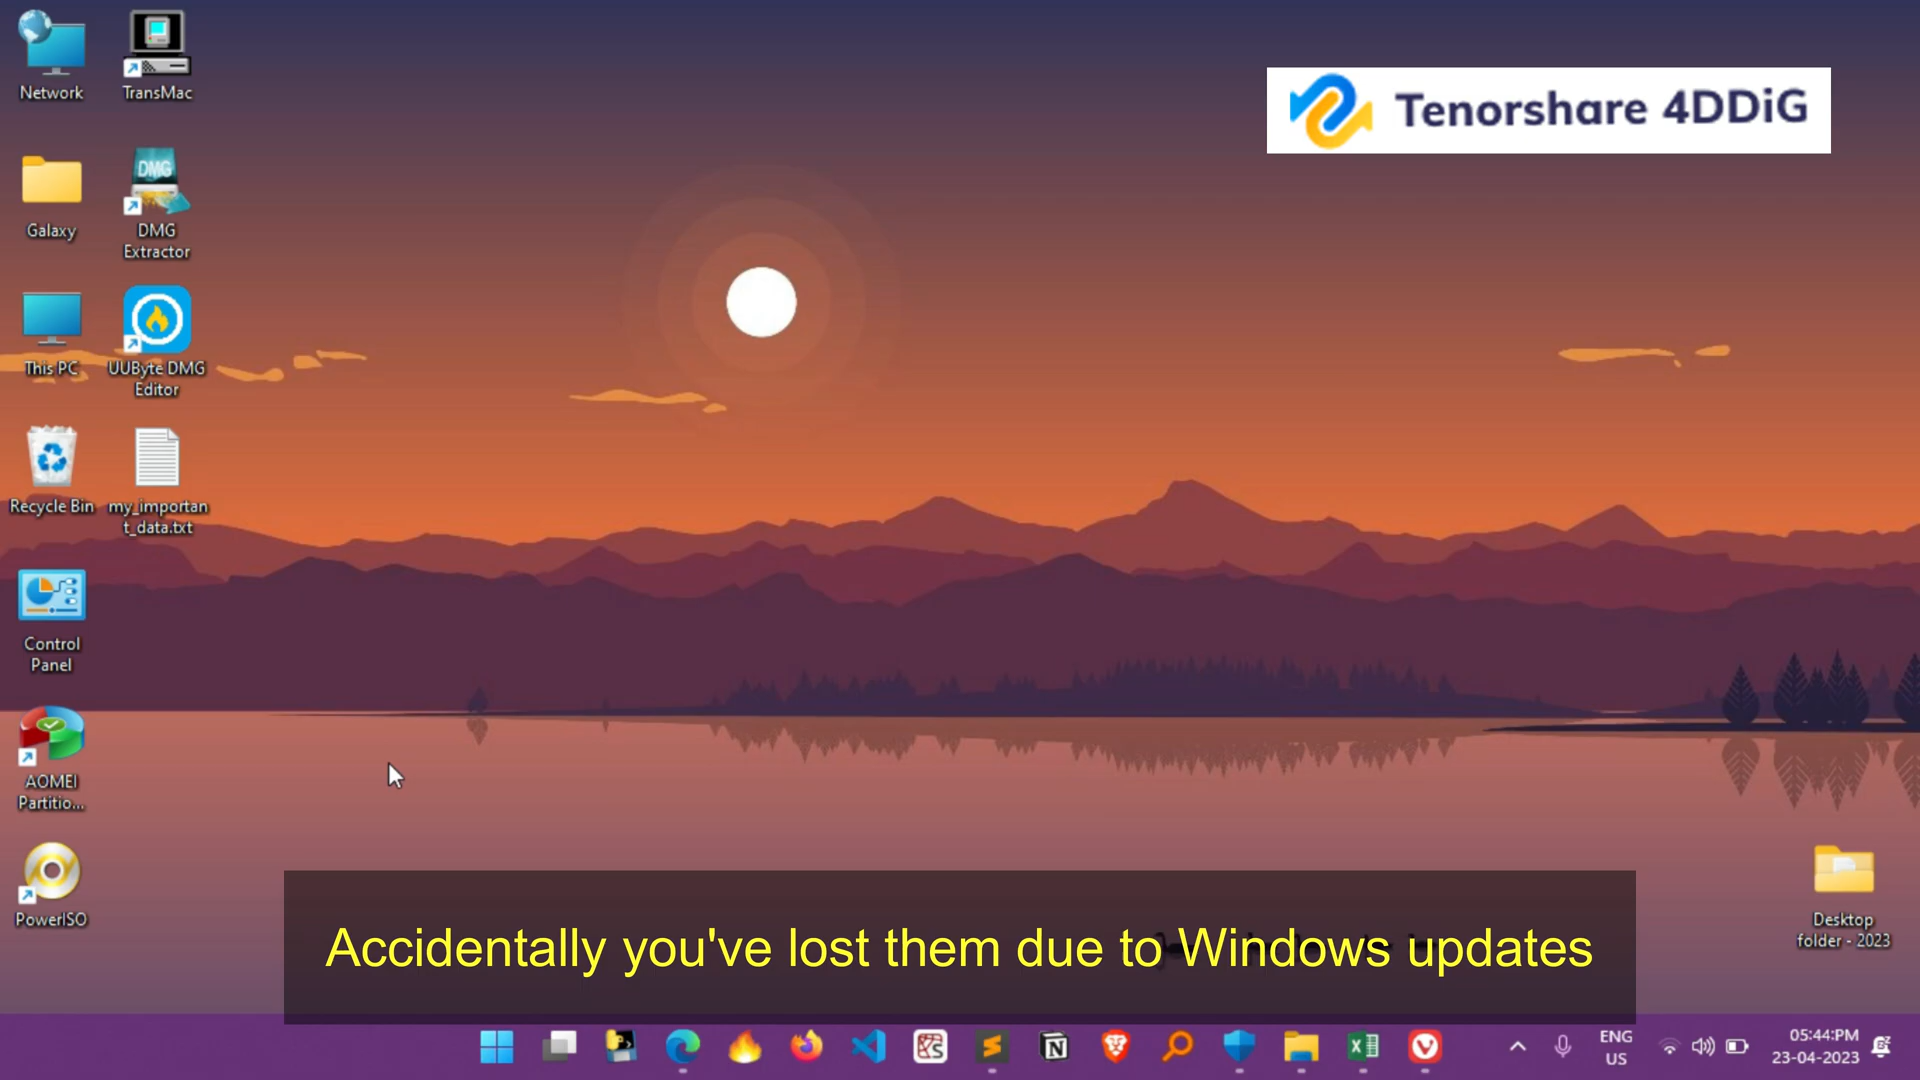 Network
TransMac
Tenorshare 4DDiG
Galaxy
DMG
DMG
Extractor
This PC
UUByte DMG
Editor
Recycle Bin
my_importan
t_data.txt
Control
Panel
AOMEI
Partitio...
PowerISO
Desktop
folder - 2023
Accidentally you've lost them due to Windows updates
ENG
US
05:44:PM
23-04-2023